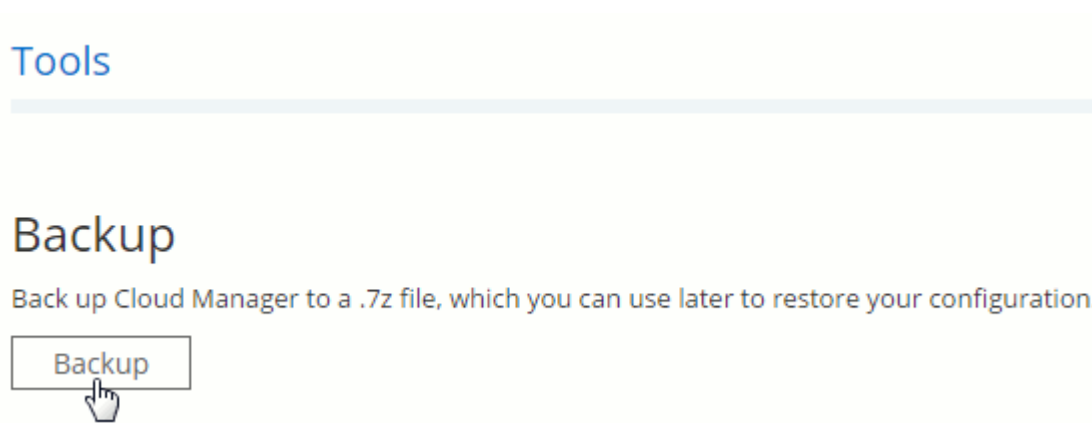 Tools
Backup
Back up Cloud Manager to a .7z file, which you can use later to restore your configuration
Backup